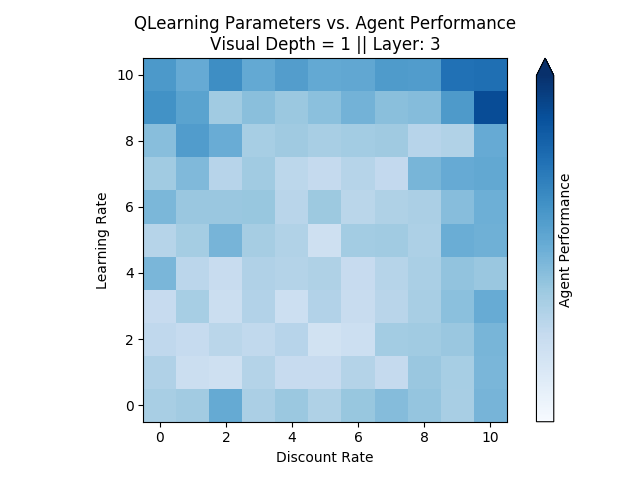 QLearning Parameters vs. Agent Performance
Visual Depth = 1 || Layer: 3
10
8
6
4
2
0
Learning Rate
0 2 4 6 8 10
Discount Rate
Agent Performance